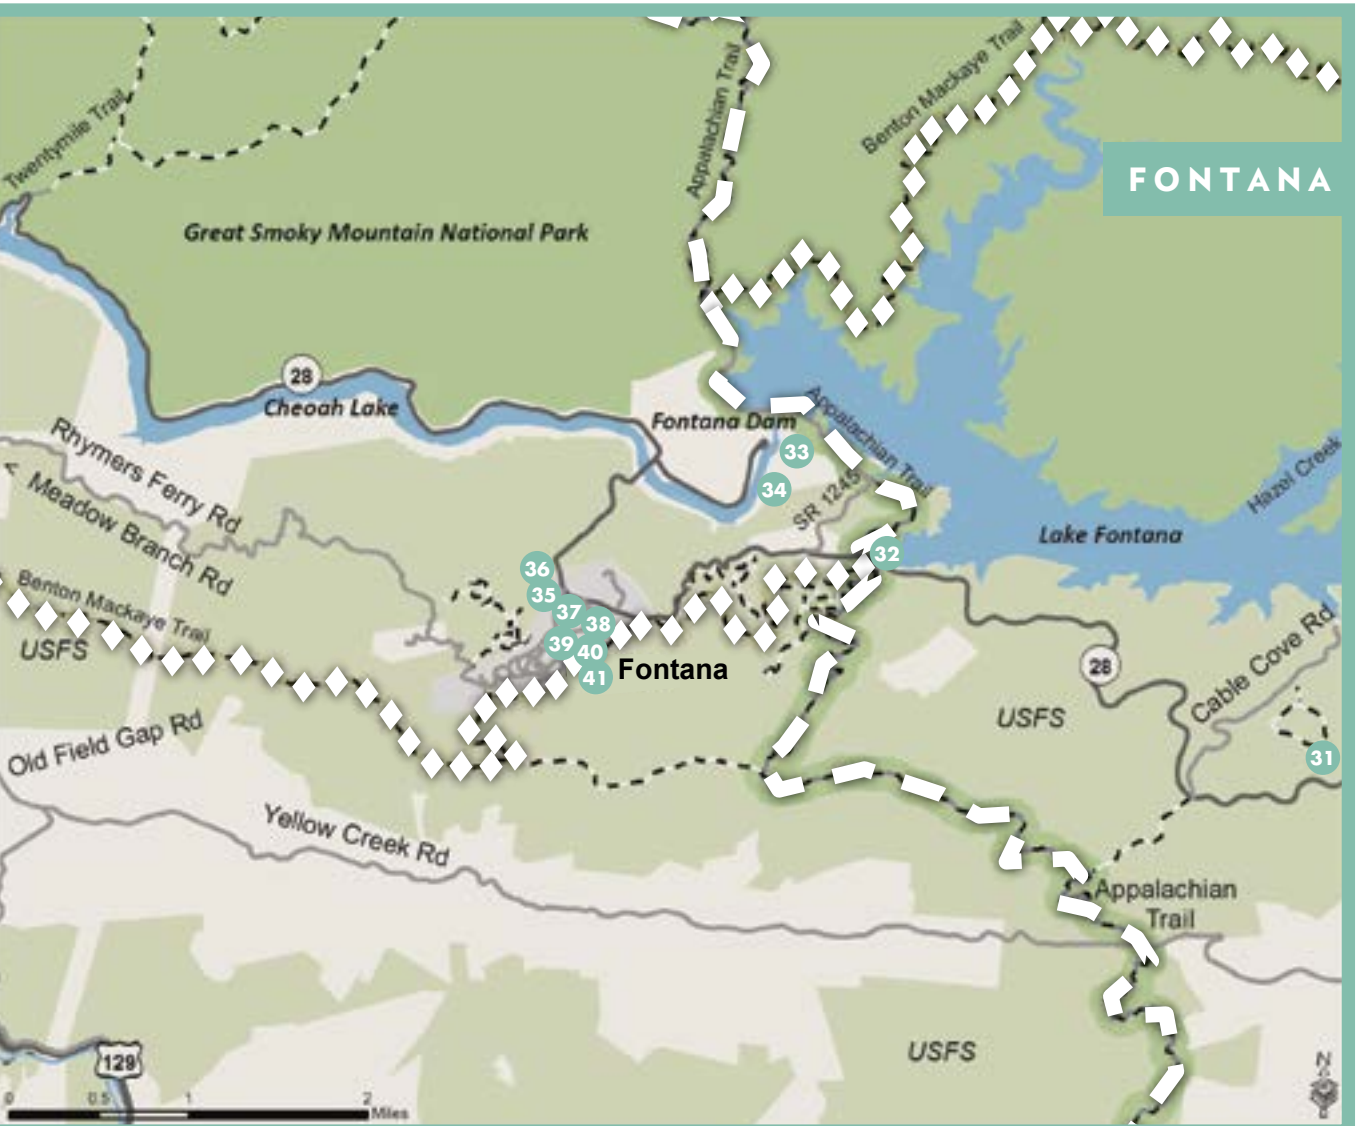 Appalachian Trail
Benton Mackaye Trail
Twentymile Trail
FONTANA
Great Smoky Mountain National Park
28
Cheoah Lake
Appalachian Trail
Fontana Dam
33
Rhymers Ferry Rd
< Meadow Branch Rd
34
SR 1245
Hazel Creek
Lake Fontana
32
36
35
37
38
39
40
41
Fontana
Benton Mackaye Trail
USFS
28
Cable Cove Rd
USFS
31
Old Field Gap Rd
Yellow Creek Rd
Appalachian
Trail
USFS
129
N
0 0.5 1 2
Miles